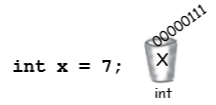 00000111
int x = 7;
X
int